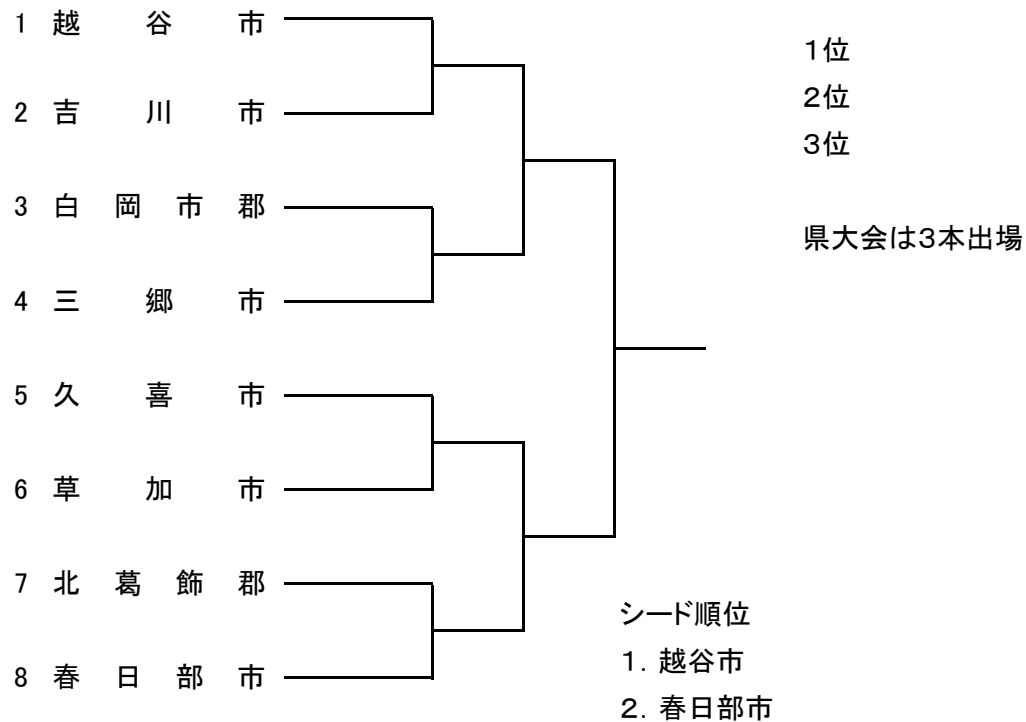 1 越谷市
2 吉川市
3 白岡市郡
4 三郷市
5 久喜市
6 草加市
7 北葛飾郡
8 春日部市
1位
2位
3位
県大会は3本出場
シード順位
1. 越谷市
2. 春日部市